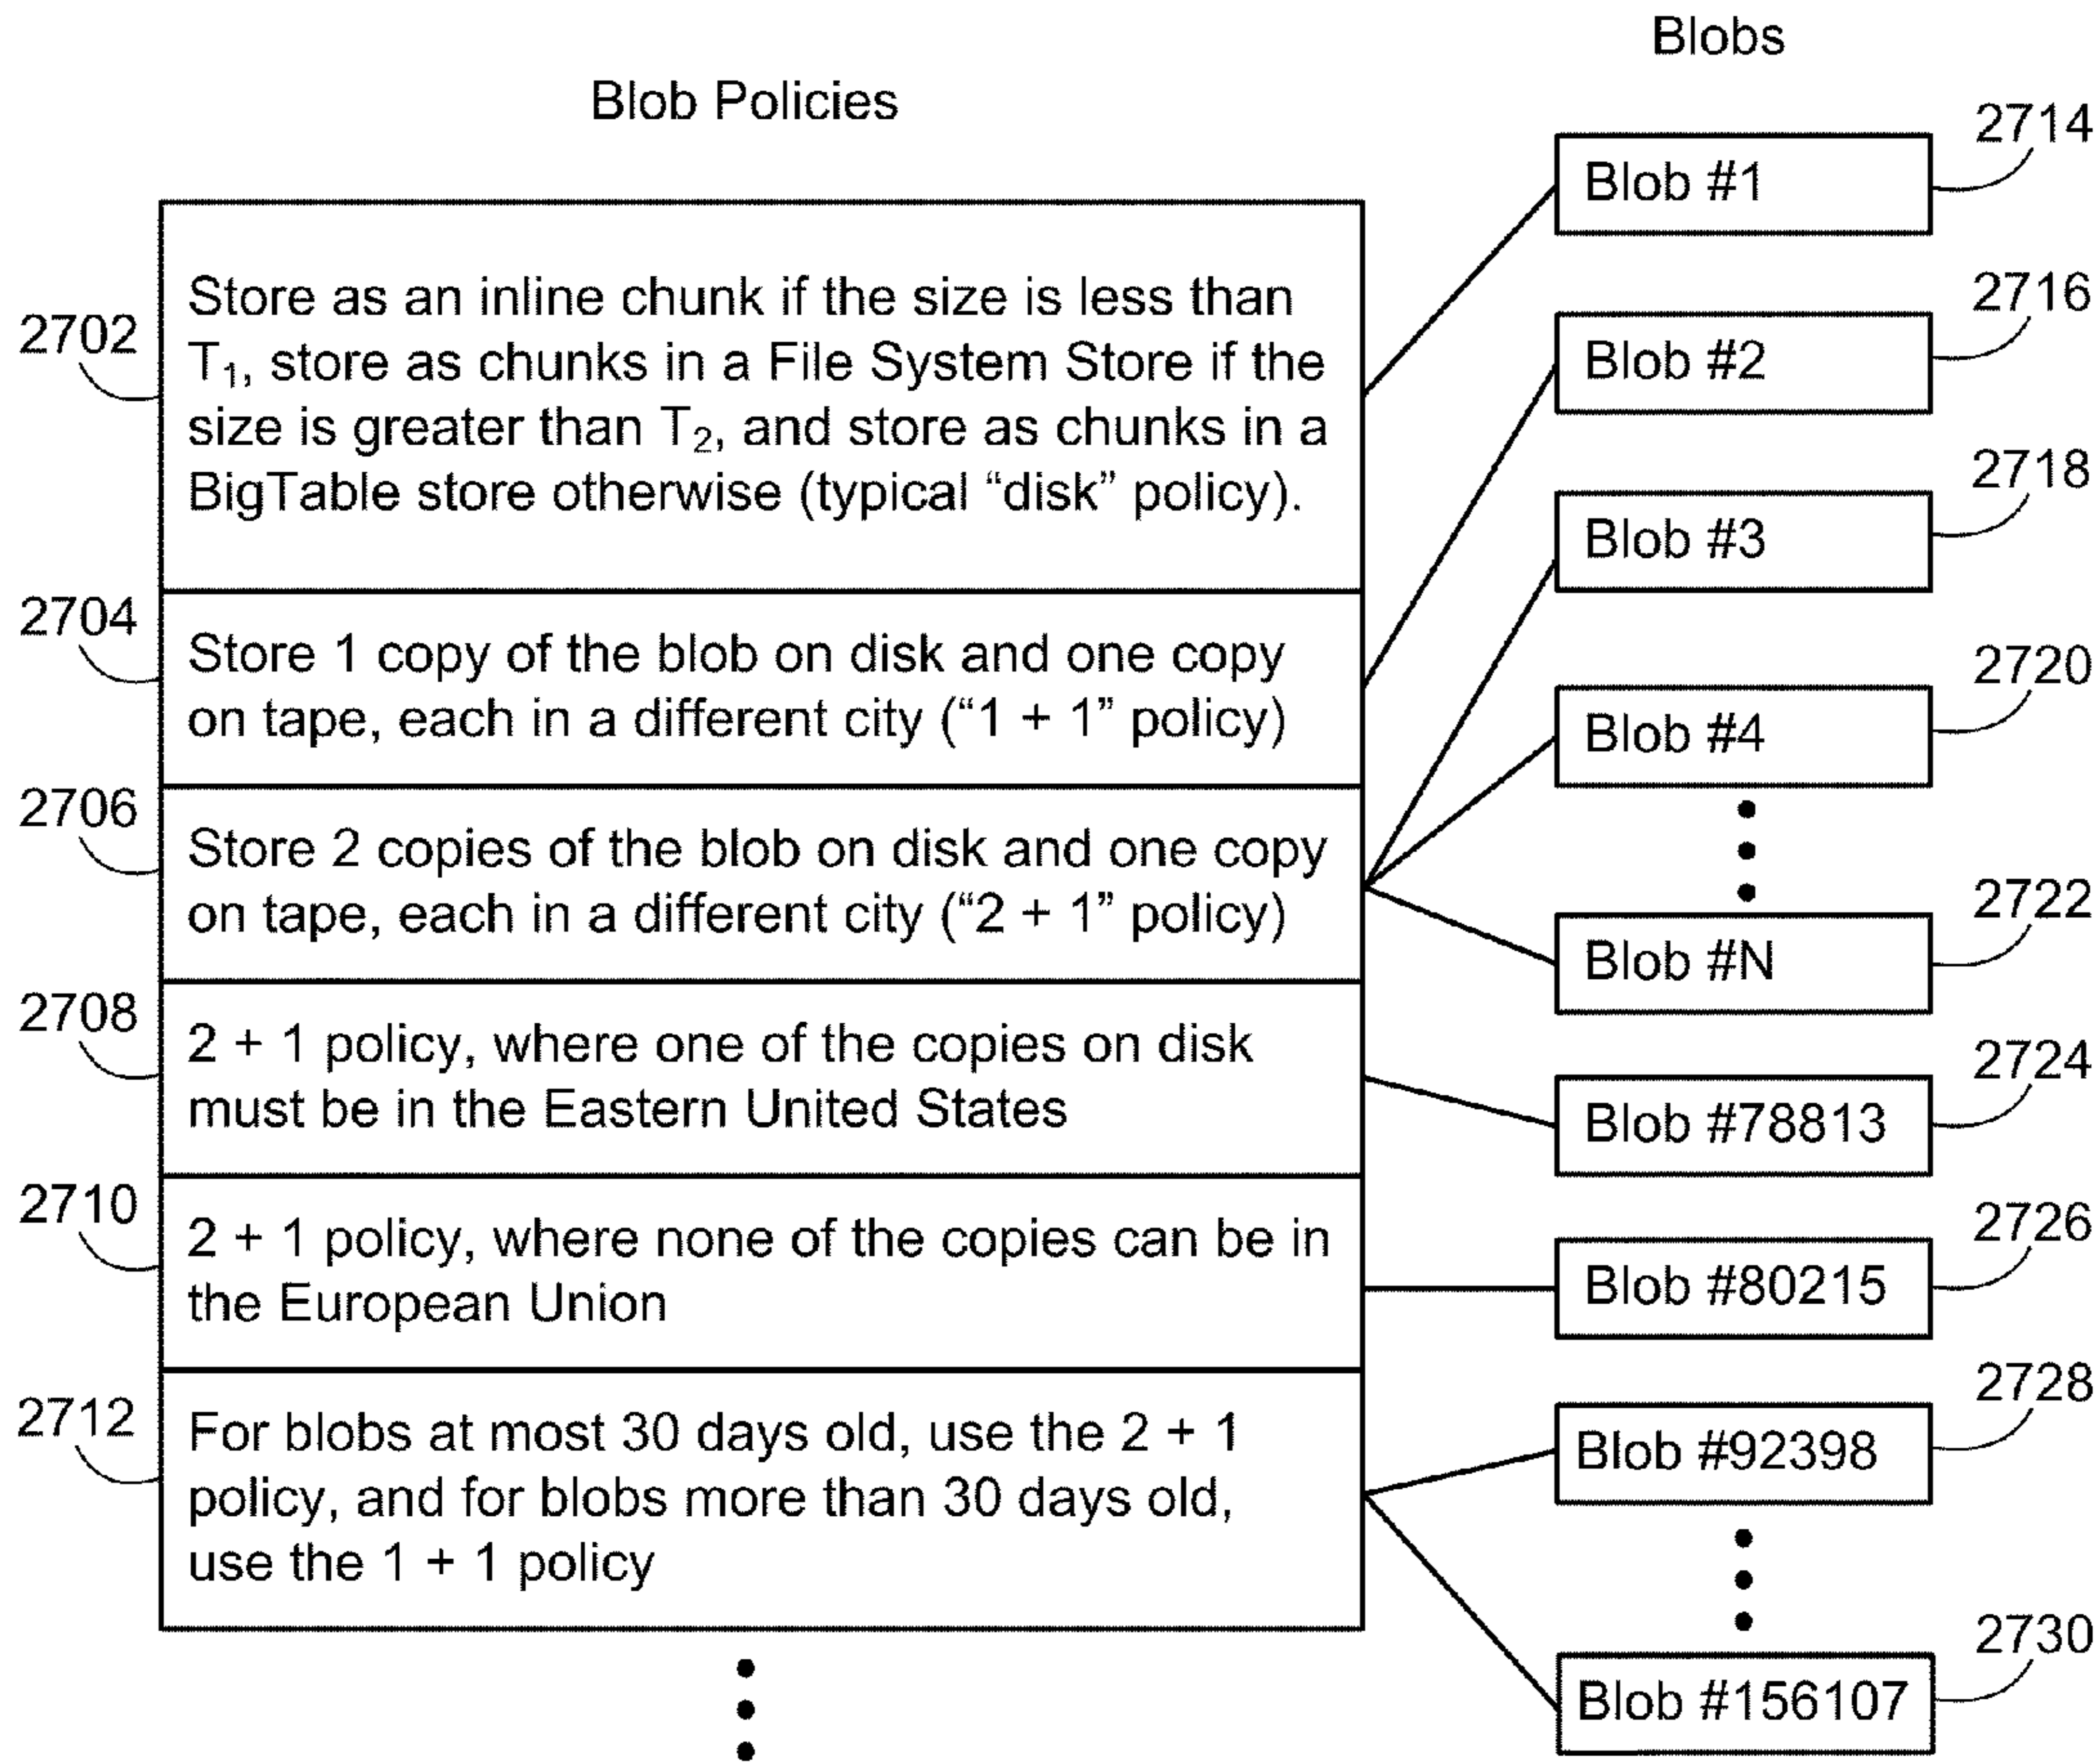 Blobs
Blob Policies
2714
Blob #1
2702
Store as an inline chunk if the size is less than
T₁, store as chunks in a File System Store if the
size is greater than T₂, and store as chunks in a
BigTable store otherwise (typical “disk” policy).
2716
Blob #2
2718
Blob #3
2704
Store 1 copy of the blob on disk and one copy
on tape, each in a different city (“1 + 1” policy)
2720
Blob #4
2706
Store 2 copies of the blob on disk and one copy
on tape, each in a different city (“2 + 1” policy)
2722
Blob #N
2708
2 + 1 policy, where one of the copies on disk
must be in the Eastern United States
2724
Blob #78813
2710
2 + 1 policy, where none of the copies can be in
the European Union
2726
Blob #80215
2712
For blobs at most 30 days old, use the 2 + 1
policy, and for blobs more than 30 days old,
use the 1 + 1 policy
2728
Blob #92398
2730
Blob #156107